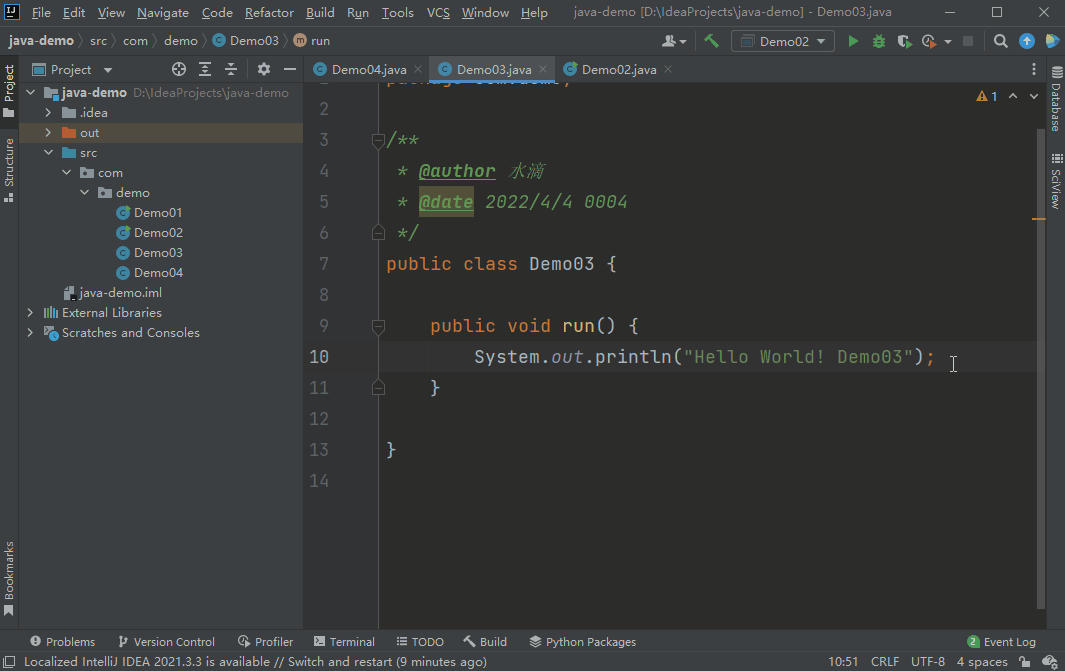 File Edit View Navigate Code Refactor Build Run Tools VCS Window Help java-demo [D:\IdeaProjects\java-demo] - Demo03.java
java-demo src com demo Demo03 run Demo02
Project
Demo04.java Demo03.java Demo02.java
java-demo D:\IdeaProjects\java-demo
.idea
out
src
com
demo
Demo01
Demo02
Demo03
Demo04
java-demo.iml
External Libraries
Scratches and Consoles
Project
Structure
Bookmarks
1
2
3 /**
4 * @author 水滴
5 * @date 2022/4/4 0004
6 */
7 public class Demo03 {
8
9 public void run() {
10 System.out.println("Hello World! Demo03");
11 }
12
13 }
14
Database
SciView
Problems Version Control Profiler Terminal TODO Build Python Packages 2 Event Log
Localized IntelliJ IDEA 2021.3.3 is available // Switch and restart (9 minutes ago) 10:51 CRLF UTF-8 4 spaces